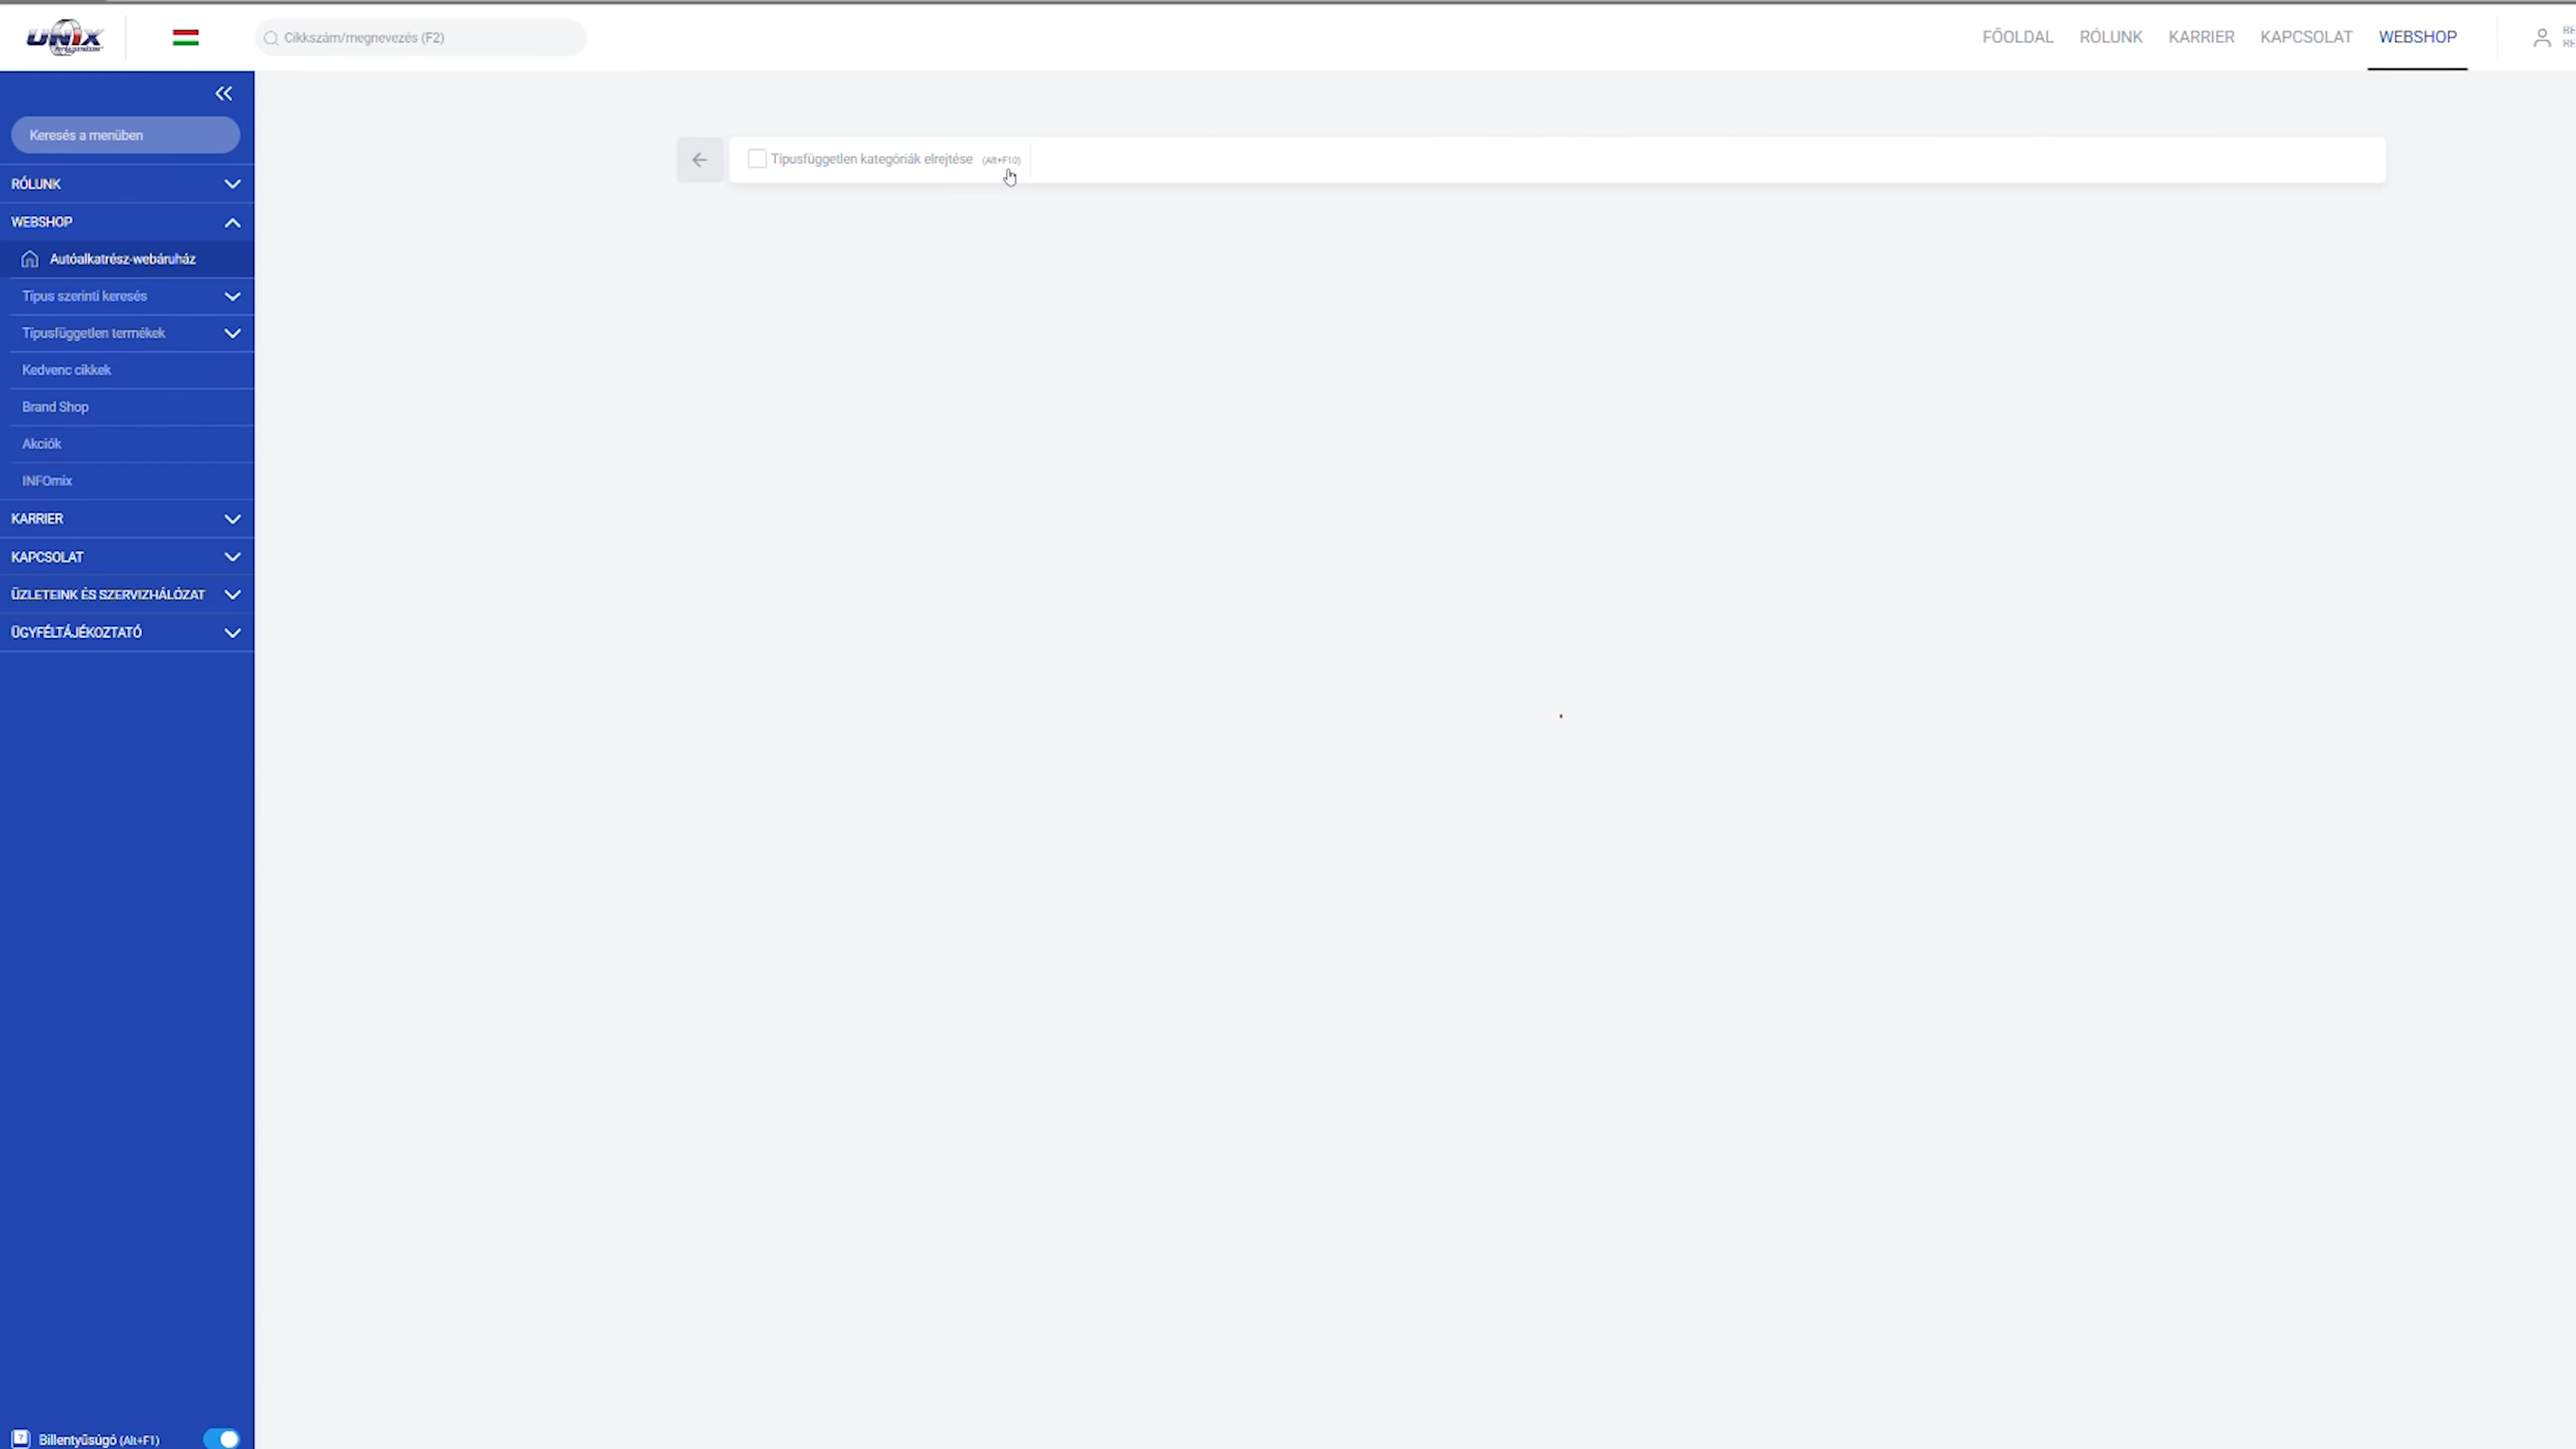 UNIX
Cikkszám/megnevezés (F2)
FŐOLDAL
RÓLUNK
KARRIER
KAPCSOLAT
WEBSHOP
Keresés a menüben
RÓLUNK
WEBSHOP
Autóalkatrész-webáruház
Típus szerinti keresés
Típusfüggetlen termékek
Kedvenc cikkek
Brand Shop
Akciók
INFOmix
KARRIER
KAPCSOLAT
ÜZLETEINK ÉS SZERVIZHÁLÓZAT
ÜGYFÉLTÁJÉKOZTATÓ
Típusfüggetlen kategóriák elrejtése (Alt+F10)
Billentyűsúgó (Alt+F1)